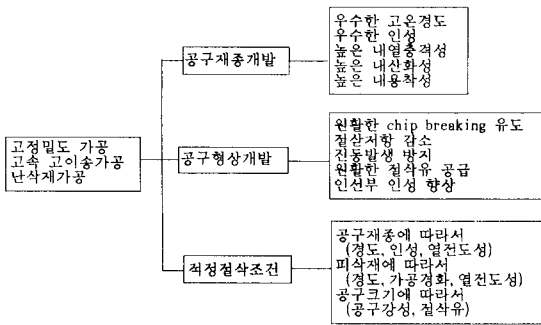 우수한 고온경도
우수한 인성
높은 내열충격성
높은 내산화성
높은 내용착성
공구재종개발
고정밀도 가공
고속 고이송가공
난삭재가공
공구형상개발
원활한 chip breaking 유도
절삭저항 감소
진동발생 방지
원활한 절삭유 공급
인선부 인성 향상
적정절삭조건
공구재종에 따라서
(경도, 인성, 열전도성)
피삭재에 따라서
(경도, 가공경화, 열전도성)
공구크기에 따라서
(공구강성, 절삭유)